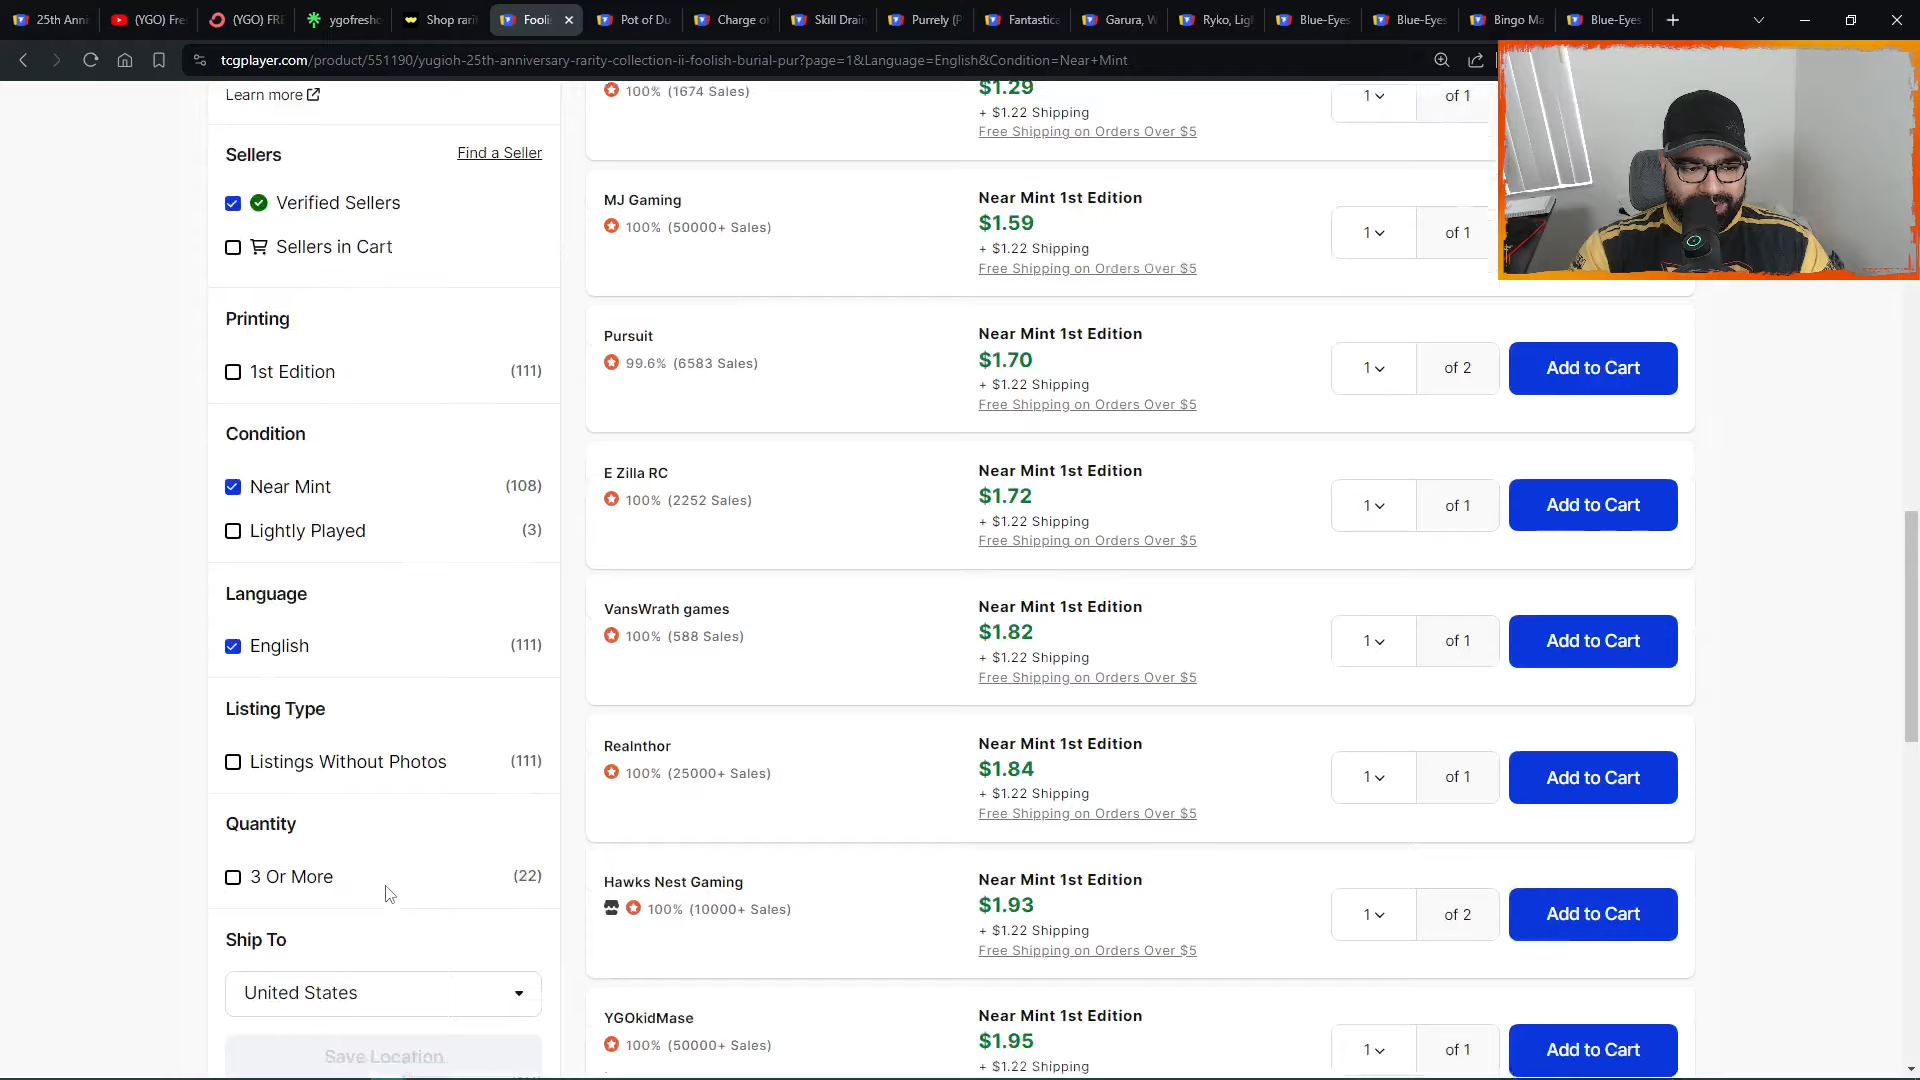 25th Anni
(YGO) Fre
(YGO) FRE
ygofresho
Shop rari
Foolis
Pot of Du
Charge o
Skill Drain
Purrely (P
Fantastica
Garura, W
Ryko, Ligh
Blue-Eyes
Blue-Eyes
Bingo Ma
Blue-Eyes
tcgplayer.com/product/551190/yugioh-25th-anniversary-rarity-collection-ii-foolish-burial-pur?page=1&Language=English&Condition=Near+Mint
Learn more
Sellers
Find a Seller
Verified Sellers
Sellers in Cart
Printing
1st Edition (111)
Condition
Near Mint (108)
Lightly Played (3)
Language
English (111)
Listing Type
Listings Without Photos (111)
Quantity
3 Or More (22)
Ship To
United States
Save Location
100% (1674 Sales)
$1.29
+ $1.22 Shipping
Free Shipping on Orders Over $5
1 of 1
MJ Gaming
100% (50000+ Sales)
Near Mint 1st Edition
$1.59
+ $1.22 Shipping
Free Shipping on Orders Over $5
1 of 1
Pursuit
99.6% (6583 Sales)
Near Mint 1st Edition
$1.70
+ $1.22 Shipping
Free Shipping on Orders Over $5
1 of 2
Add to Cart
E Zilla RC
100% (2252 Sales)
Near Mint 1st Edition
$1.72
+ $1.22 Shipping
Free Shipping on Orders Over $5
1 of 1
Add to Cart
VansWrath games
100% (588 Sales)
Near Mint 1st Edition
$1.82
+ $1.22 Shipping
Free Shipping on Orders Over $5
1 of 1
Add to Cart
Realnthor
100% (25000+ Sales)
Near Mint 1st Edition
$1.84
+ $1.22 Shipping
Free Shipping on Orders Over $5
1 of 1
Add to Cart
Hawks Nest Gaming
100% (10000+ Sales)
Near Mint 1st Edition
$1.93
+ $1.22 Shipping
Free Shipping on Orders Over $5
1 of 2
Add to Cart
YGOkidMase
100% (50000+ Sales)
Near Mint 1st Edition
$1.95
+ $1.22 Shipping
1 of 1
Add to Cart